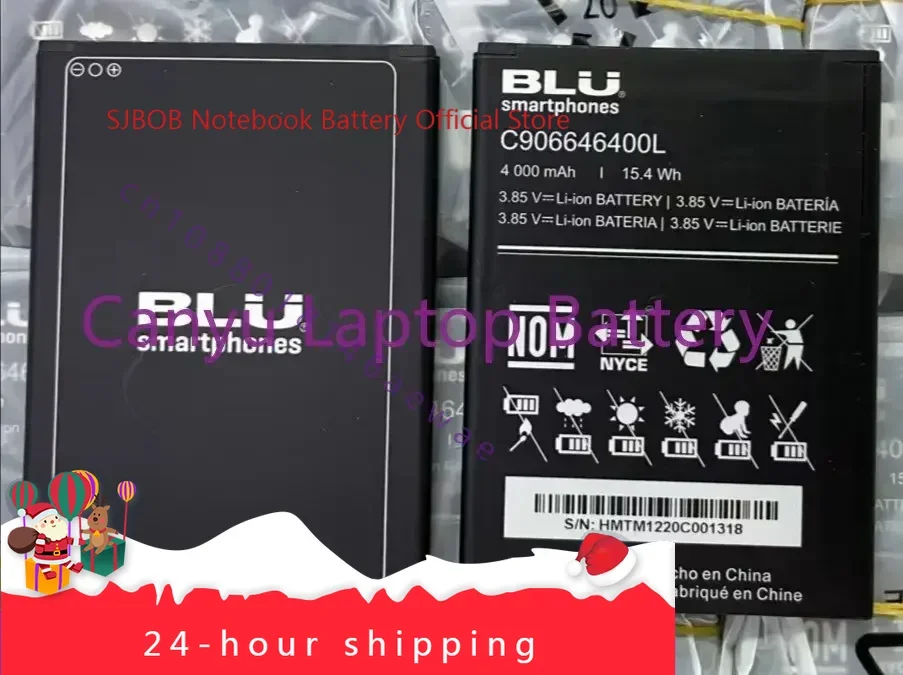 SJBOB Notebook Battery Official Store
BLU
smartphones
Canyu Laptop Battery
BLU
smartphones
C906646400L
4 000 mAh | 15.4 Wh
3.85 V⎓Li-ion BATTERY | 3.85 V⎓Li-ion BATERÍA
3.85 V⎓Li-ion BATERIA | 3.85 V⎓Li-ion BATTERIE
NOM
NYCE
S/N: HMTM1220C001318
cho en China
abriqué en Chine
24-hour shipping